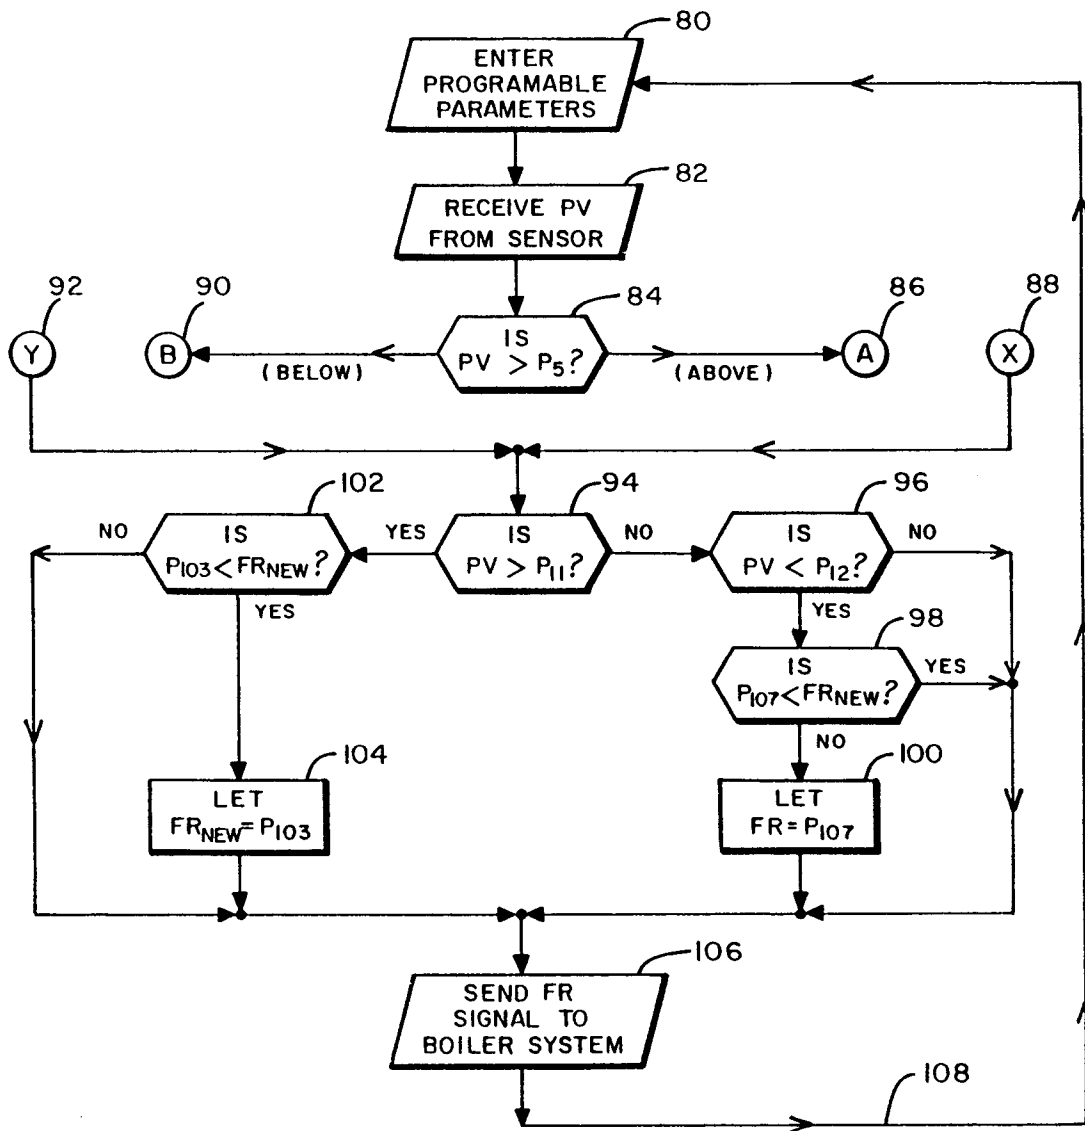 80
ENTER
PROGRAMABLE
PARAMETERS
82
RECEIVE PV
FROM SENSOR
92
90
84
86
88
Y
B
IS
PV > P5?
A
X
(BELOW)
(ABOVE)
102
94
96
NO
IS
P103<FRNEW?
YES
IS
PV > P11?
NO
IS
PV < P12?
NO
YES
YES
98
IS
P107<FRNEW?
YES
NO
104
LET
FRNEW=P103
100
LET
FR=P107
106
SEND FR
SIGNAL TO
BOILER SYSTEM
108